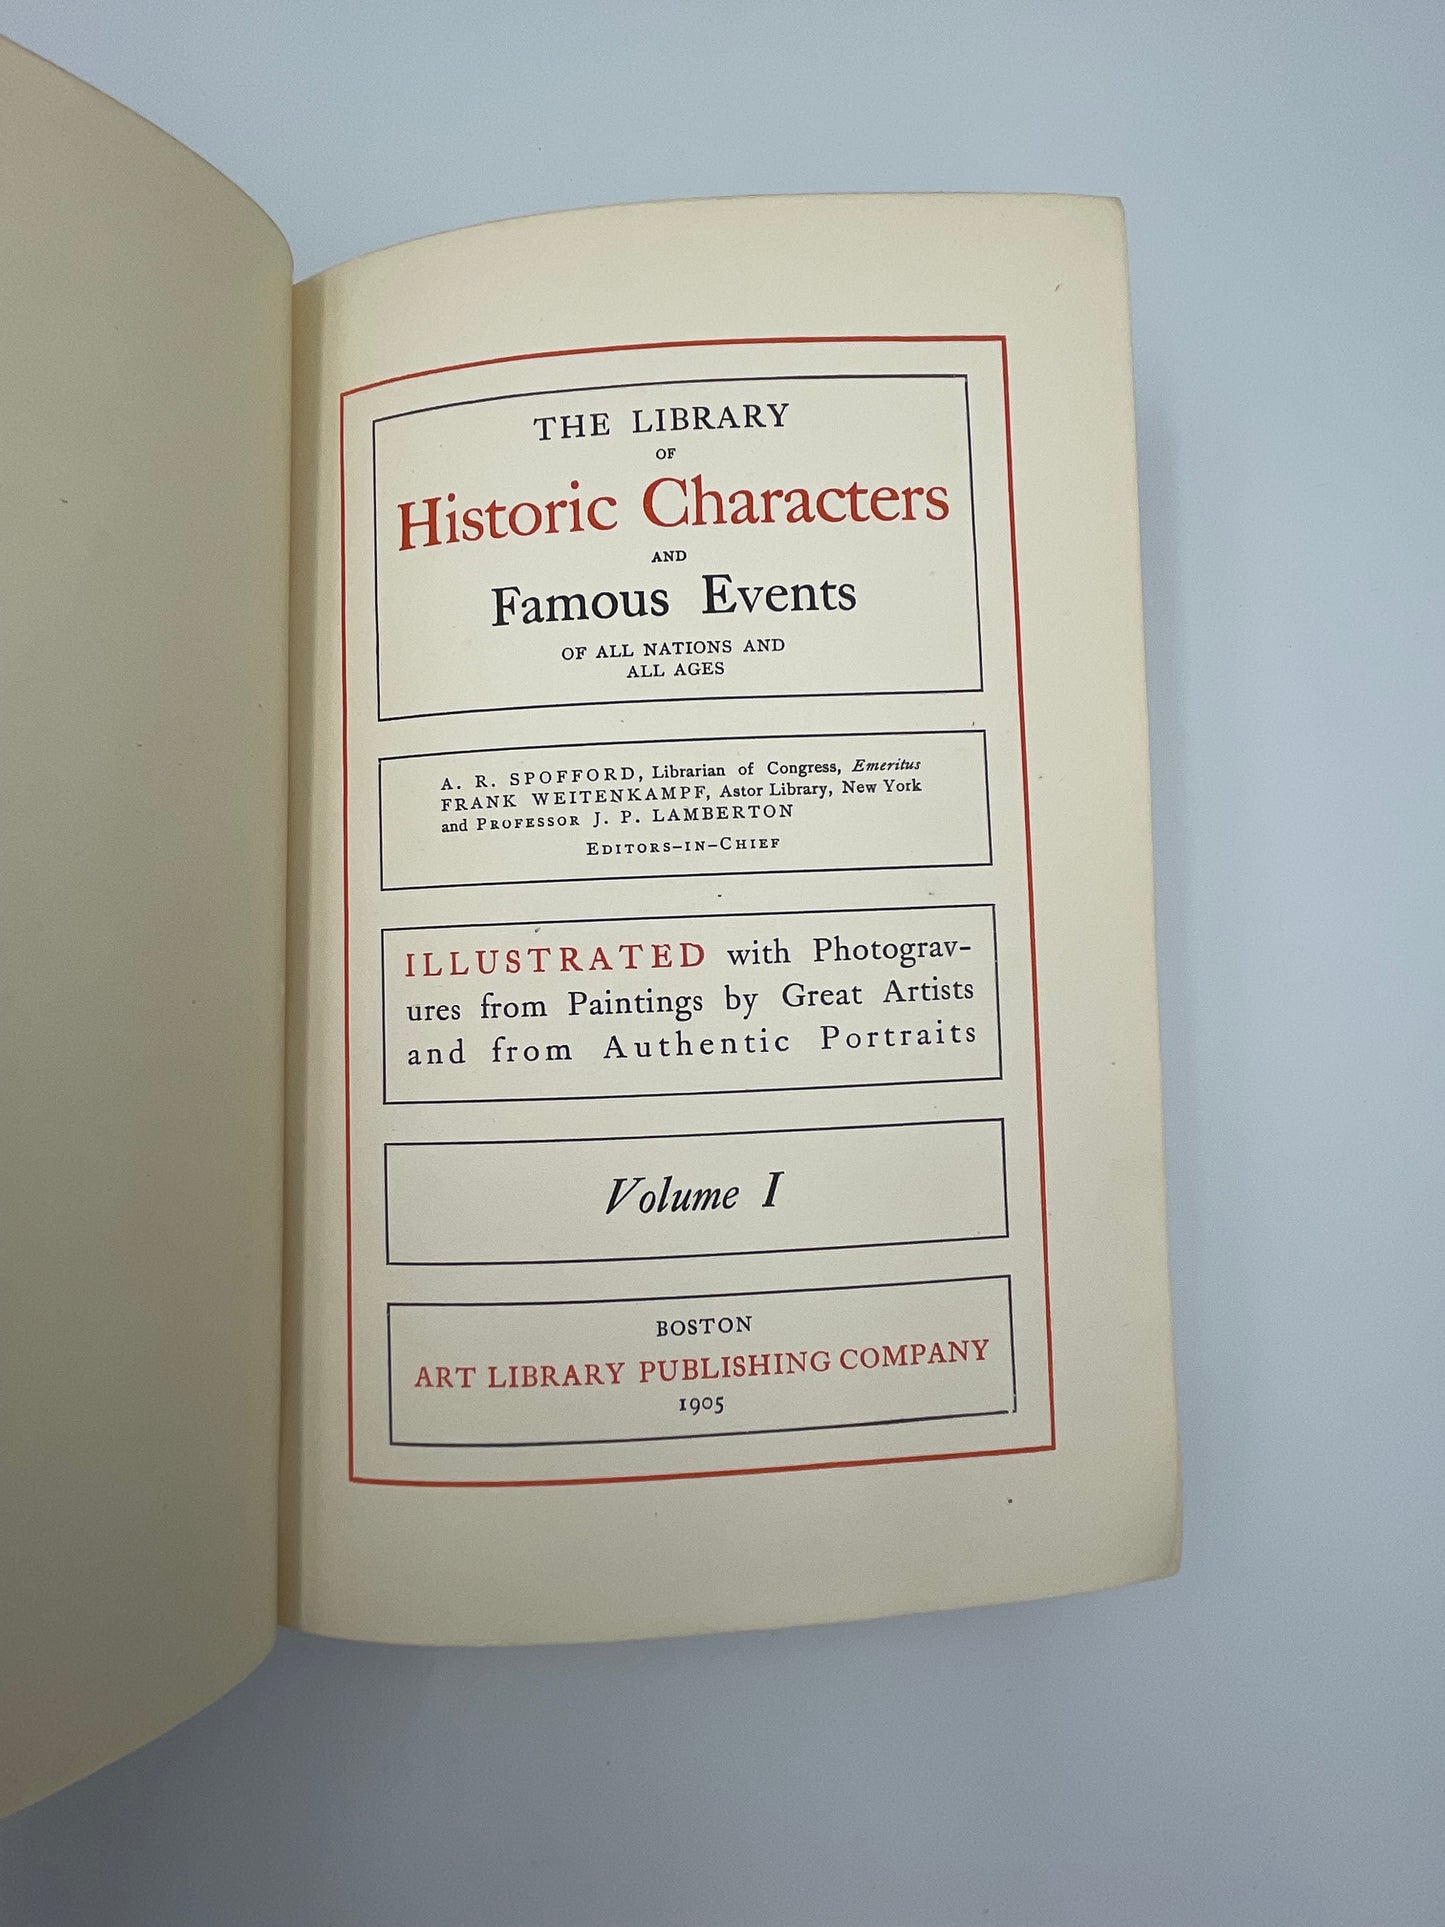 THE LIBRARY
OF
Historic Characters
AND
Famous Events
OF ALL NATIONS AND
ALL AGES
A. R. SPOFFORD, Librarian of Congress, Emeritus
FRANK WEITENKAMPF, Astor Library, New York
and PROFESSOR J. P. LAMBERTON
EDITORS-IN-CHIEF
ILLUSTRATED with Photograv-
ures from Paintings by Great Artists
and from Authentic Portraits
Volume I
BOSTON
ART LIBRARY PUBLISHING COMPANY
1905